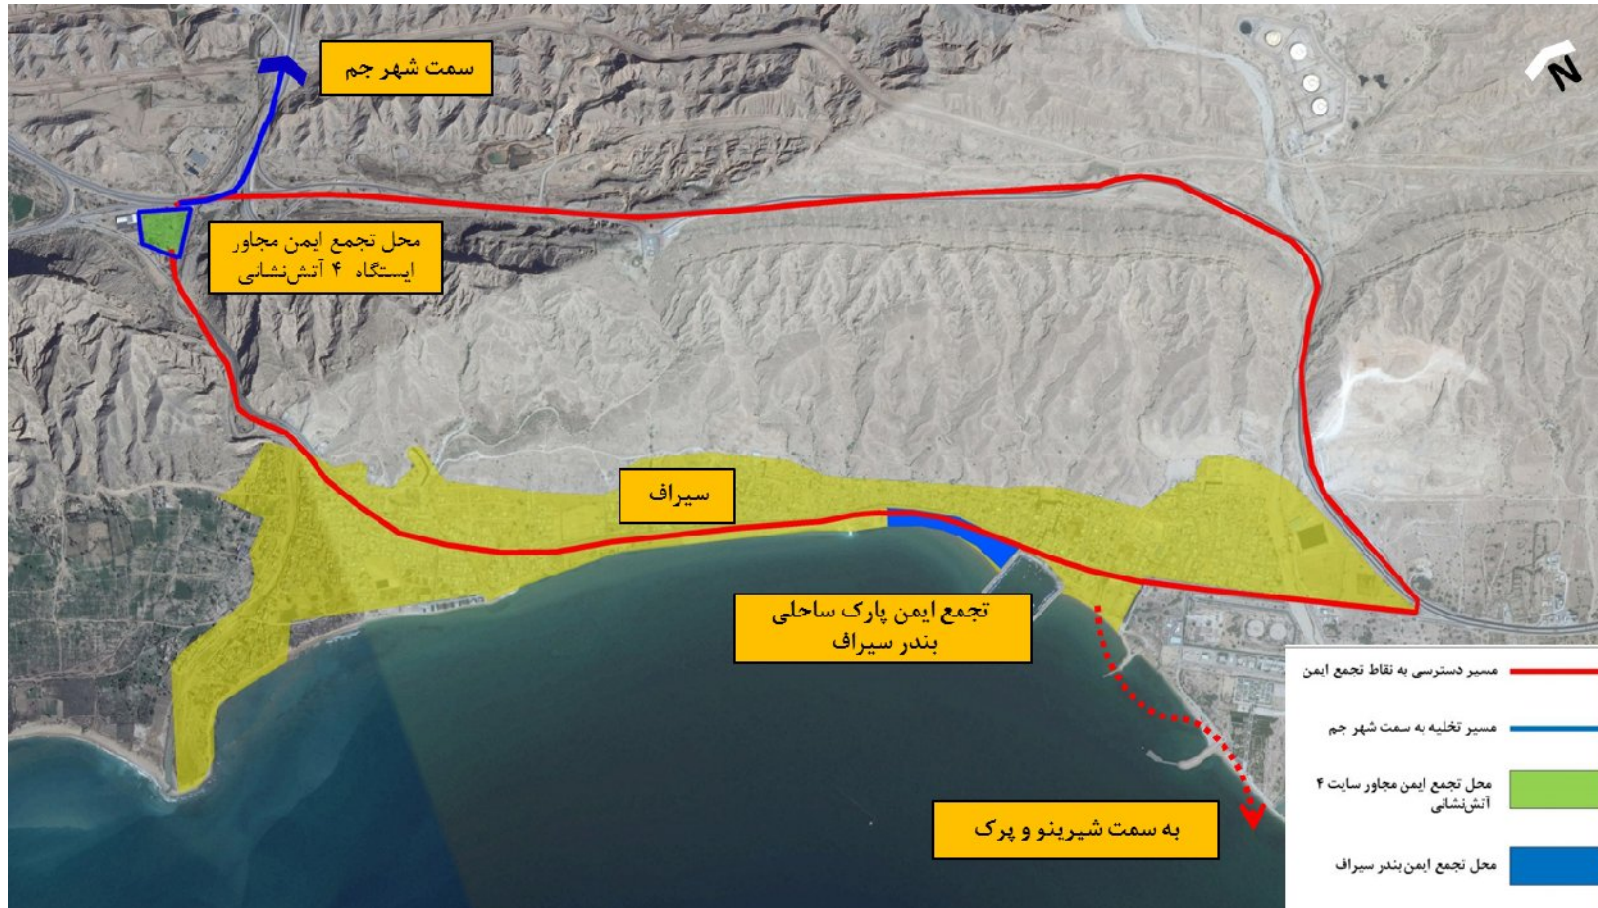 سمت شهر جم
N
محل تجمع ایمن مجاور
ایستگاه ۴ آتش‌نشانی
سیراف
تجمع ایمن پارک ساحلی
بندر سیراف
به سمت شیرینو و پرک
مسیر دسترسی به نقاط تجمع ایمن
مسیر تخلیه به سمت شهر جم
محل تجمع ایمن مجاور سایت ۴
آتش‌نشانی
محل تجمع ایمن بندر سیراف